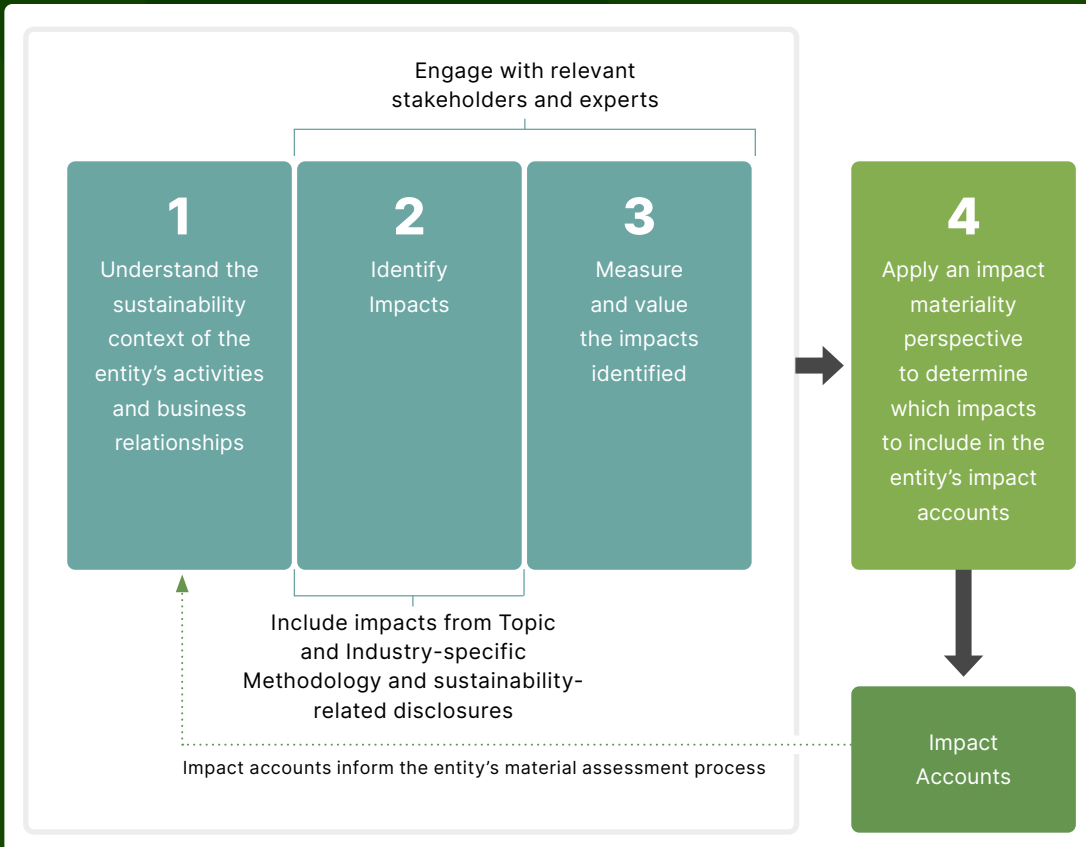 Engage with relevant
stakeholders and experts
1
Understand the
sustainability
context of the
entity’s activities
and business
relationships
2
Identify
Impacts
3
Measure
and value
the impacts
identified
4
Apply an impact
materiality
perspective
to determine
which impacts
to include in the
entity’s impact
accounts
Include impacts from Topic
and Industry-specific
Methodology and sustainability-
related disclosures
Impact accounts inform the entity’s material assessment process
Impact
Accounts